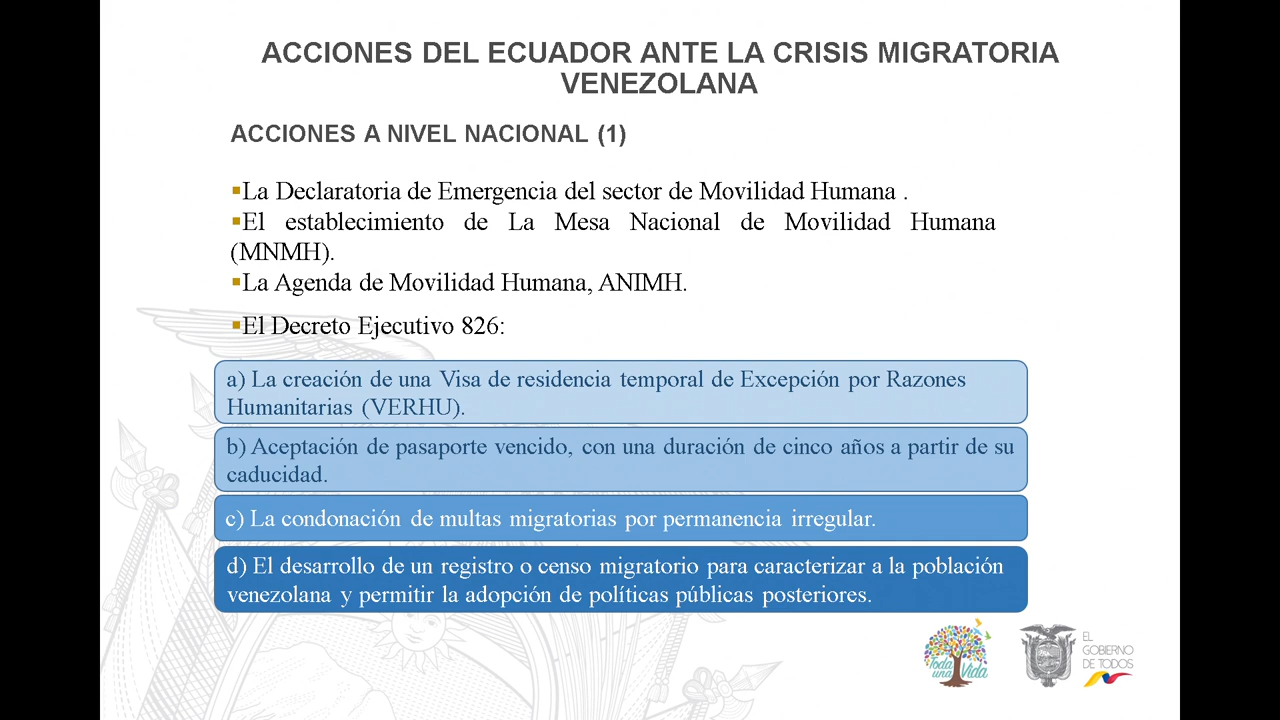 ACCIONES DEL ECUADOR ANTE LA CRISIS MIGRATORIA
VENEZOLANA
ACCIONES A NIVEL NACIONAL (1)
▪La Declaratoria de Emergencia del sector de Movilidad Humana .
▪El establecimiento de La Mesa Nacional de Movilidad Humana
(MNMH).
▪La Agenda de Movilidad Humana, ANIMH.
▪El Decreto Ejecutivo 826:
a) La creación de una Visa de residencia temporal de Excepción por Razones
Humanitarias (VERHU).
b) Aceptación de pasaporte vencido, con una duración de cinco años a partir de su
caducidad.
c) La condonación de multas migratorias por permanencia irregular.
d) El desarrollo de un registro o censo migratorio para caracterizar a la población
venezolana y permitir la adopción de políticas públicas posteriores.
Toda
una Vida
EL
GOBIERNO
DE TODOS